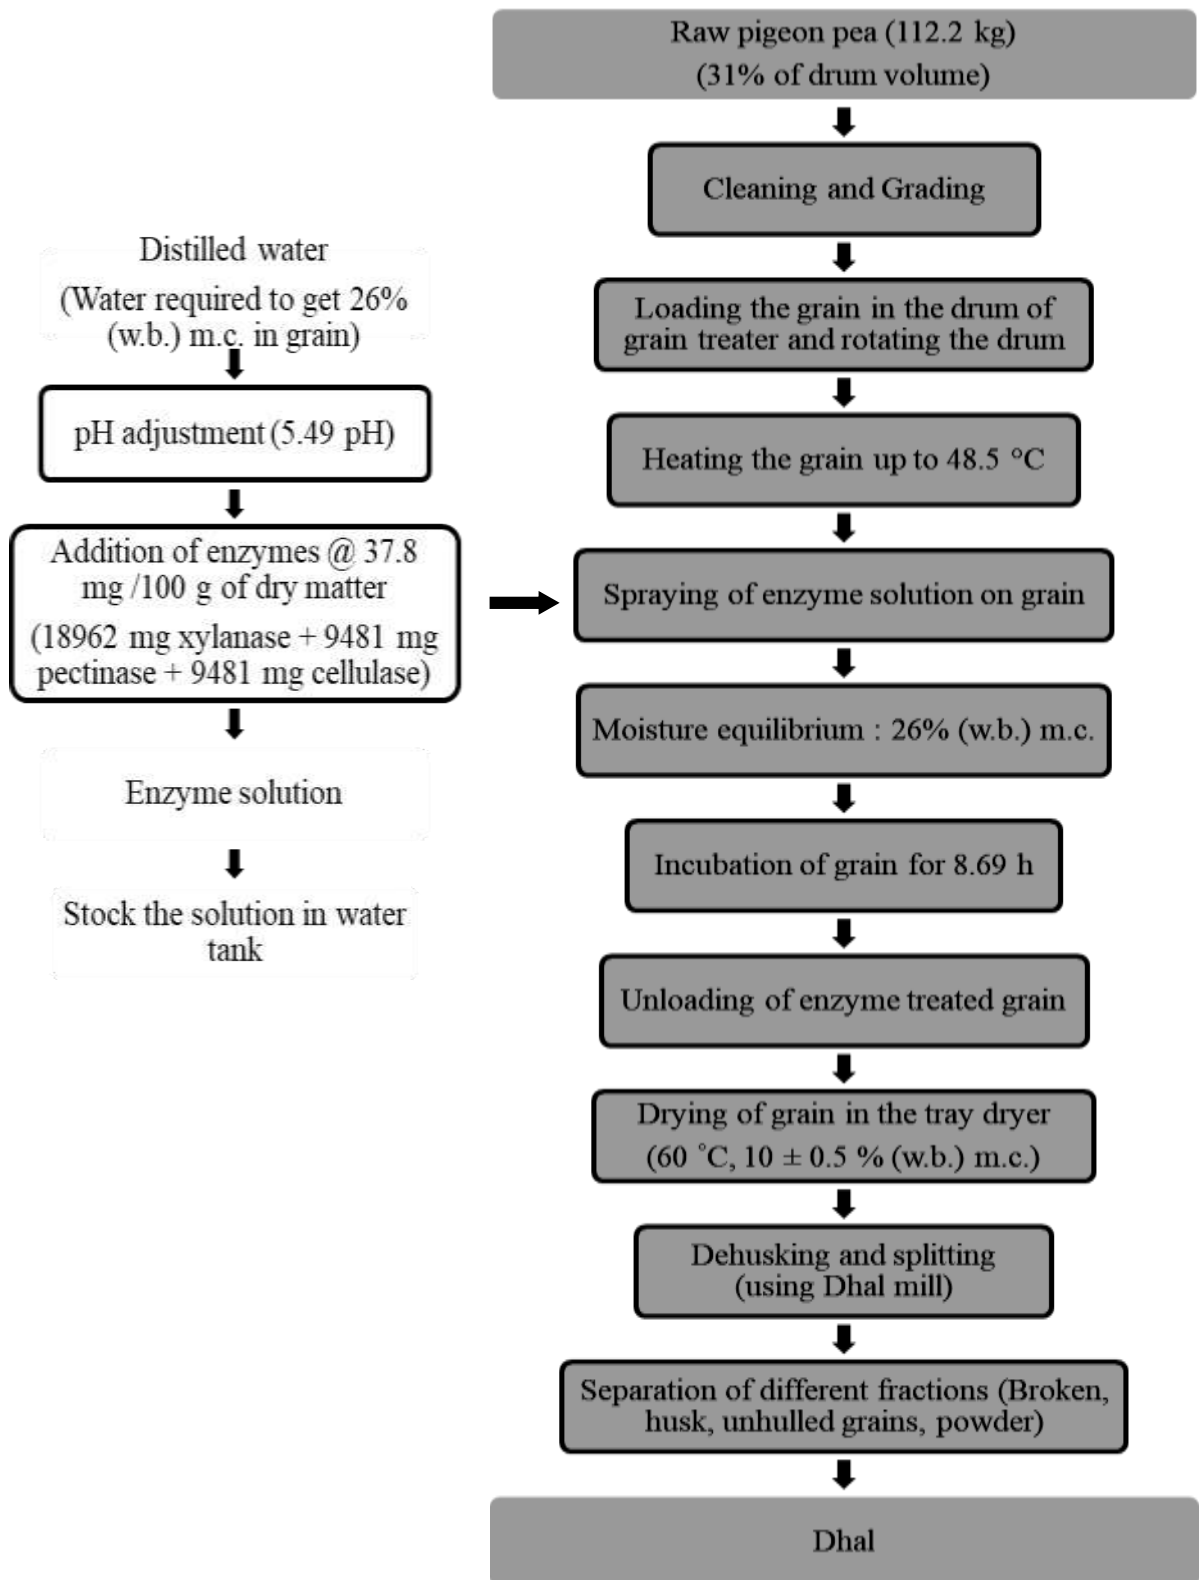 Raw pigeon pea (112.2 kg)
(31% of drum volume)
Cleaning and Grading
Loading the grain in the drum of
grain treater and rotating the drum
Heating the grain up to 48.5 °C
Distilled water
(Water required to get 26%
(w.b.) m.c. in grain)
pH adjustment (5.49 pH)
Addition of enzymes @ 37.8
mg /100 g of dry matter
(18962 mg xylanase + 9481 mg
pectinase + 9481 mg cellulase)
Enzyme solution
Stock the solution in water
tank
Spraying of enzyme solution on grain
Moisture equilibrium : 26% (w.b.) m.c.
Incubation of grain for 8.69 h
Unloading of enzyme treated grain
Drying of grain in the tray dryer
(60 ˚C, 10 ± 0.5 % (w.b.) m.c.)
Dehusking and splitting
(using Dhal mill)
Separation of different fractions (Broken,
husk, unhulled grains, powder)
Dhal